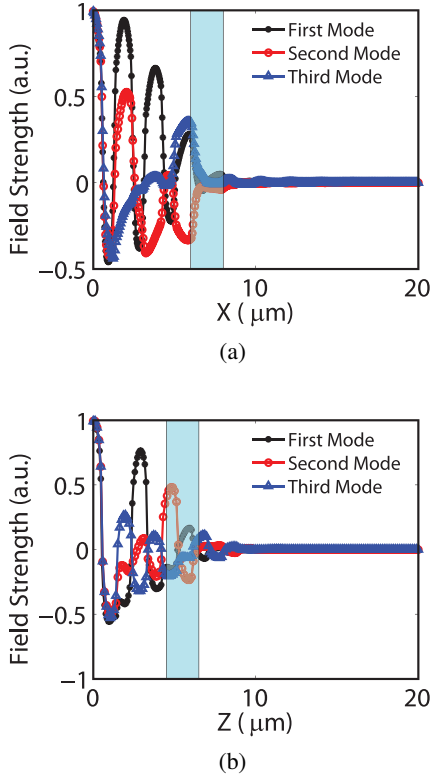 1
0.5
0
−0.5
0
10
20
Field Strength (a.u.)
X ( μm)
First Mode
Second Mode
Third Mode
(a)
1
0.5
0
−0.5
−1
0
10
20
Field Strength (a.u.)
Z ( μm)
First Mode
Second Mode
Third Mode
(b)